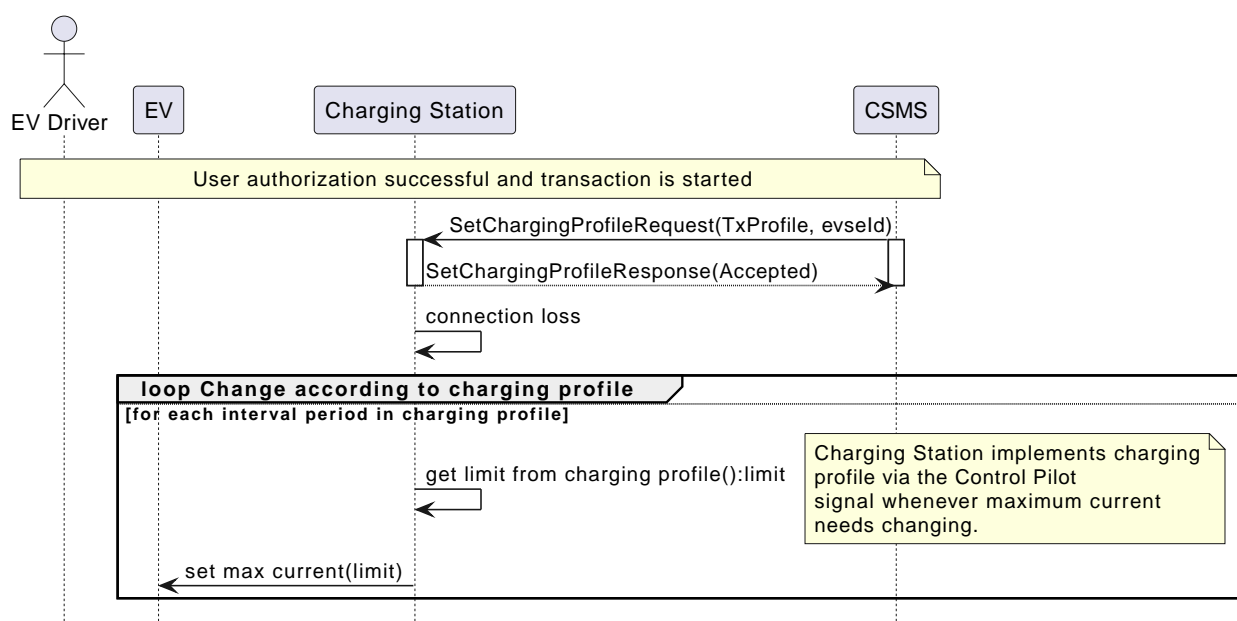 EV Driver
EV
Charging Station
CSMS
User authorization successful and transaction is started
SetChargingProfileRequest(TxProfile, evseId)
SetChargingProfileResponse(Accepted)
connection loss
loop Change according to charging profile
[for each interval period in charging profile]
Charging Station implements charging
profile via the Control Pilot
signal whenever maximum current
needs changing.
get limit from charging profile():limit
set max current(limit)